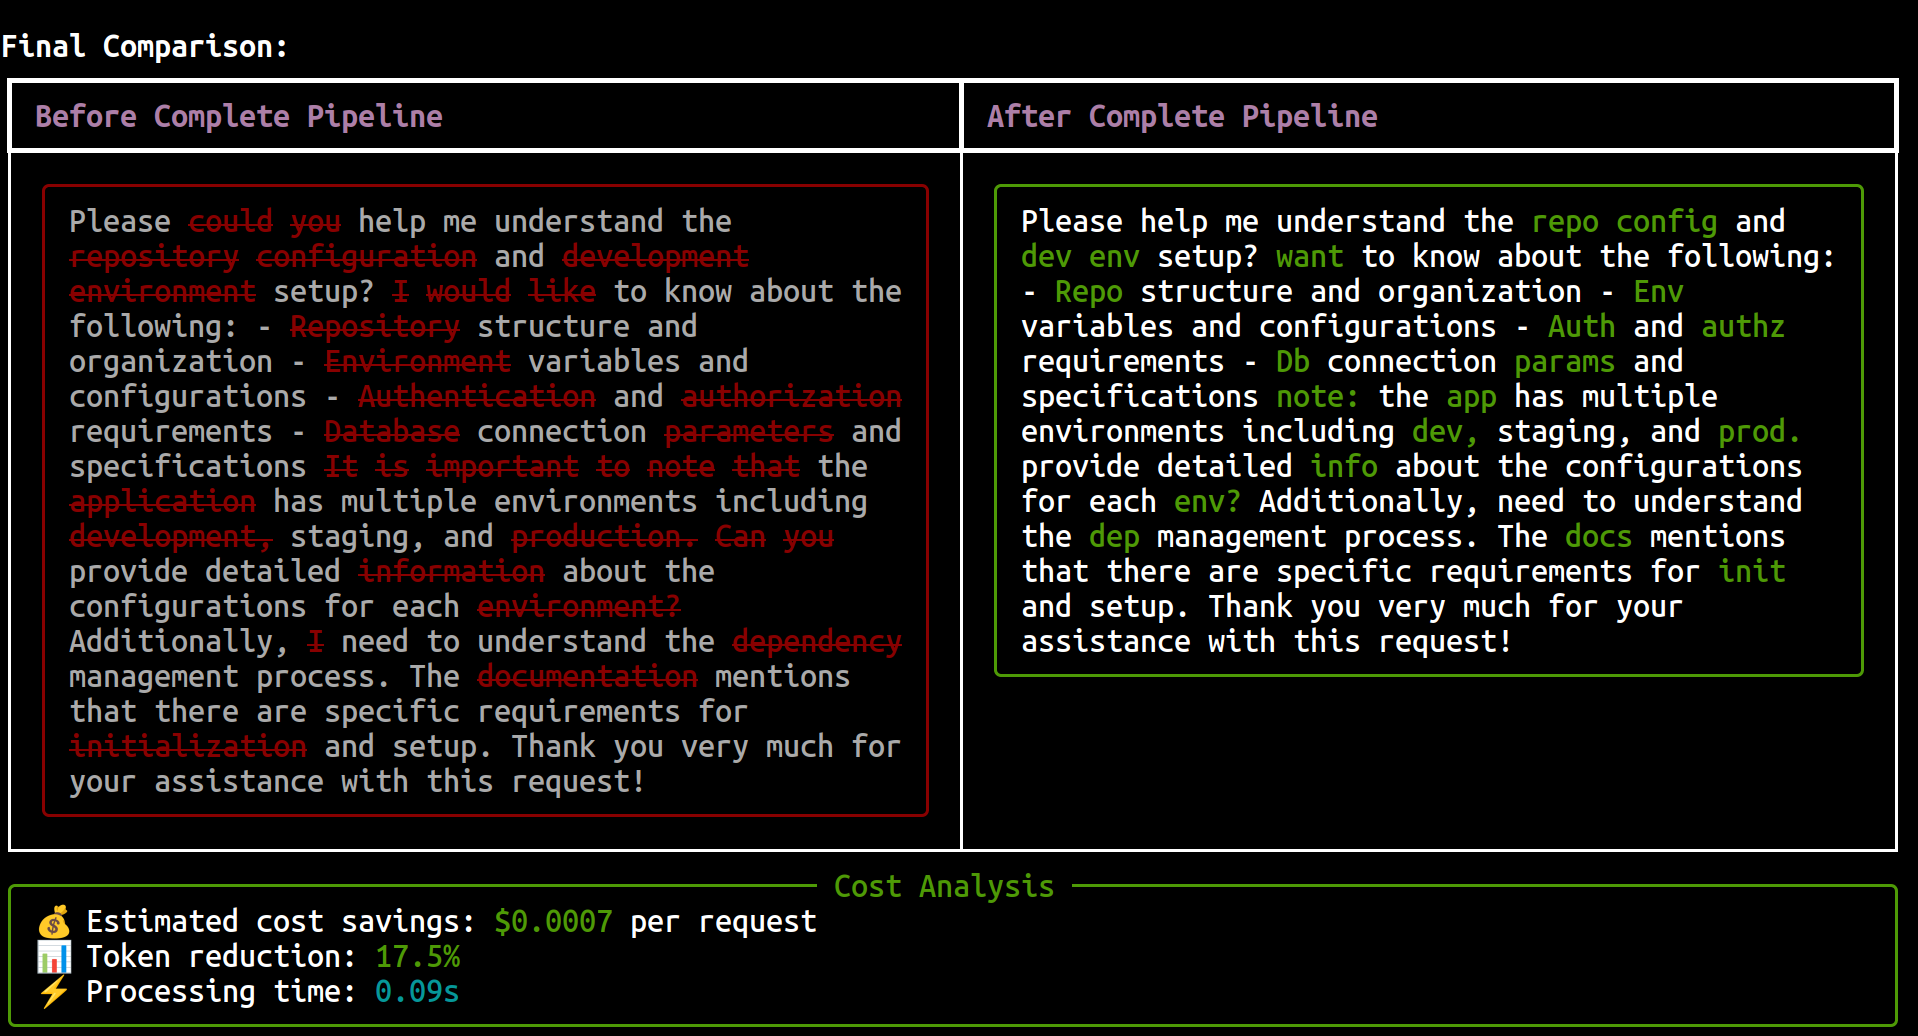 Final Comparison:
Before Complete Pipeline
After Complete Pipeline
Please could you help me understand the
repository configuration and development
environment setup? I would like to know about the
following: - Repository structure and
organization - Environment variables and
configurations - Authentication and authorization
requirements - Database connection parameters and
specifications It is important to note that the
application has multiple environments including
development, staging, and production. Can you
provide detailed information about the
configurations for each environment?
Additionally, I need to understand the dependency
management process. The documentation mentions
that there are specific requirements for
initialization and setup. Thank you very much for
your assistance with this request!
Please help me understand the repo config and
dev env setup? want to know about the following:
- Repo structure and organization - Env
variables and configurations - Auth and authz
requirements - Db connection params and
specifications note: the app has multiple
environments including dev, staging, and prod.
provide detailed info about the configurations
for each env? Additionally, need to understand
the dep management process. The docs mentions
that there are specific requirements for init
and setup. Thank you very much for your
assistance with this request!
Cost Analysis
💰 Estimated cost savings: $0.0007 per request
📊 Token reduction: 17.5%
⚡ Processing time: 0.09s